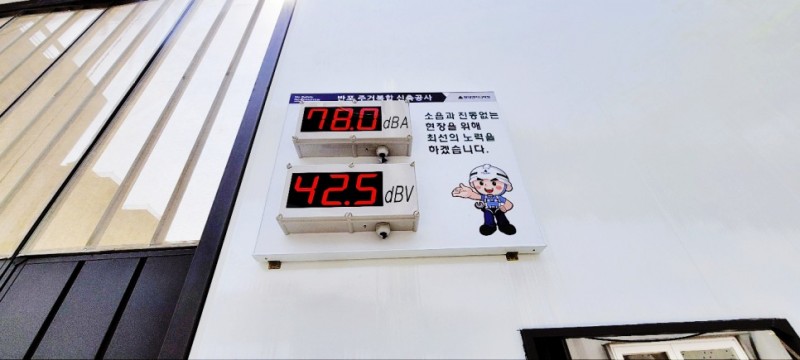 반포 주거복합 신축공사
78.0 dBA
42.5 dBV
소음과 진동없는
현장을 위해
최선의 노력을
하겠습니다.